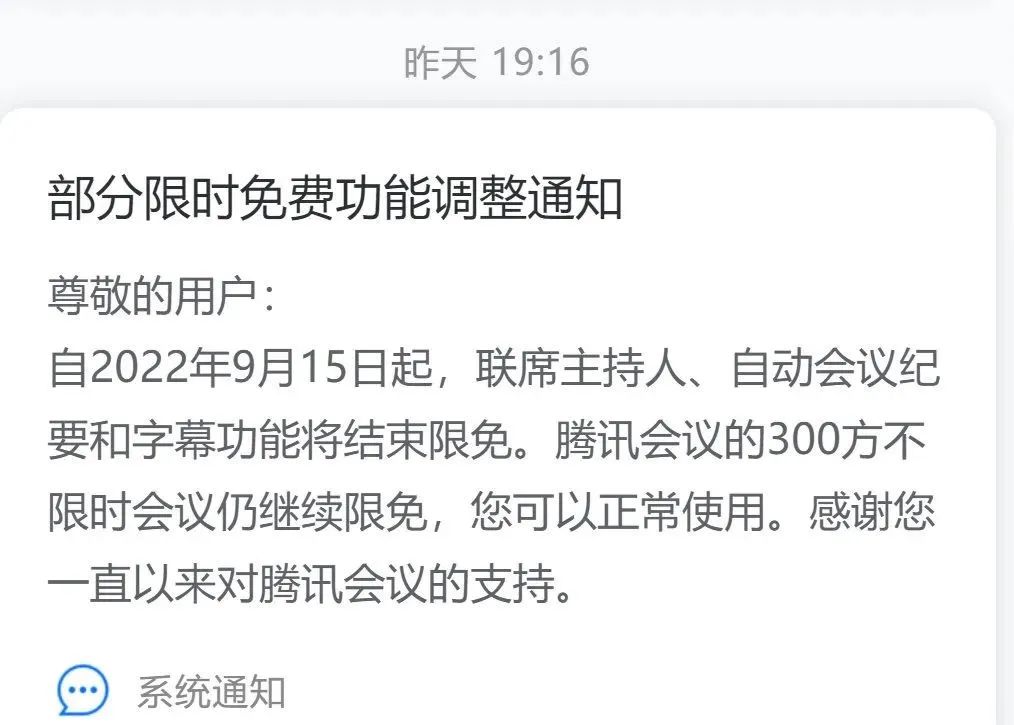 昨天 19:16
部分限时免费功能调整通知
尊敬的用户：
自2022年9月15日起，联席主持人、自动会议纪
要和字幕功能将结束限免。腾讯会议的300方不
限时会议仍继续限免，您可以正常使用。感谢您
一直以来对腾讯会议的支持。
系统通知